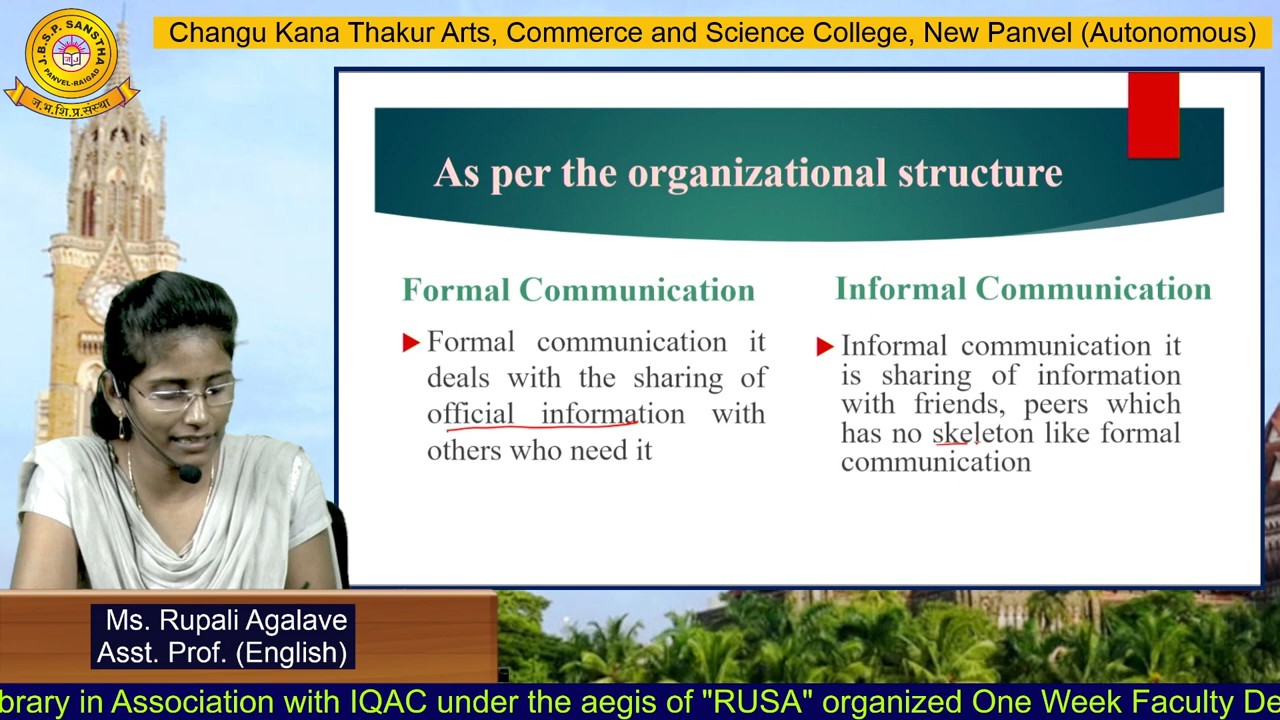 Changu Kana Thakur Arts, Commerce and Science College, New Panvel (Autonomous)
J.B.S.P. SANSTHA
PANVEL-RAIGAD
ज.भ.शि.प्र.संस्था
As per the organizational structure
Formal Communication
Formal communication it
deals with the sharing of
official information with
others who need it
Informal Communication
Informal communication it
is sharing of information
with friends, peers which
has no skeleton like formal
communication
Ms. Rupali Agalave
Asst. Prof. (English)
brary in Association with IQAC under the aegis of "RUSA" organized One Week Faculty De